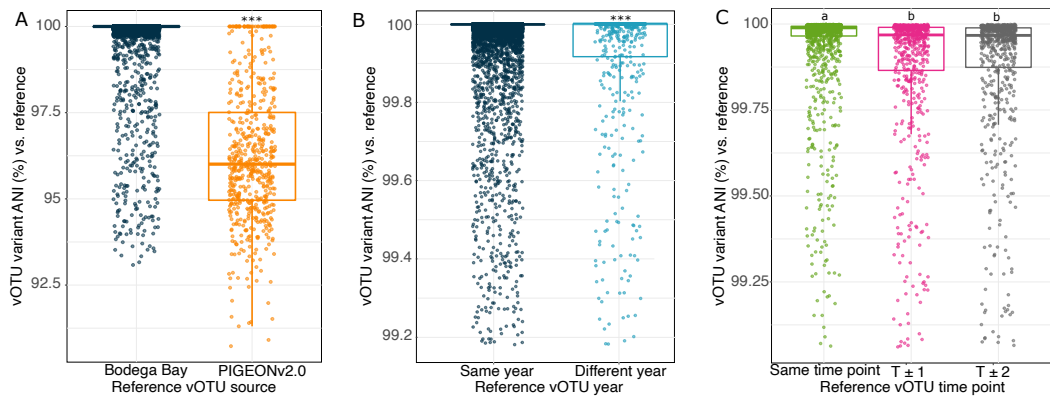 A
vOTU variant ANI (%) vs. reference
100
97.5
95
92.5
***
Bodega Bay
PIGEONv2.0
Reference vOTU source
B
vOTU variant ANI (%) vs. reference
100
99.8
99.6
99.4
99.2
***
Same year
Different year
Reference vOTU year
C
vOTU variant ANI (%) vs. reference
100
99.75
99.50
99.25
a
b
b
Same time point
T ± 1
T ± 2
Reference vOTU time point